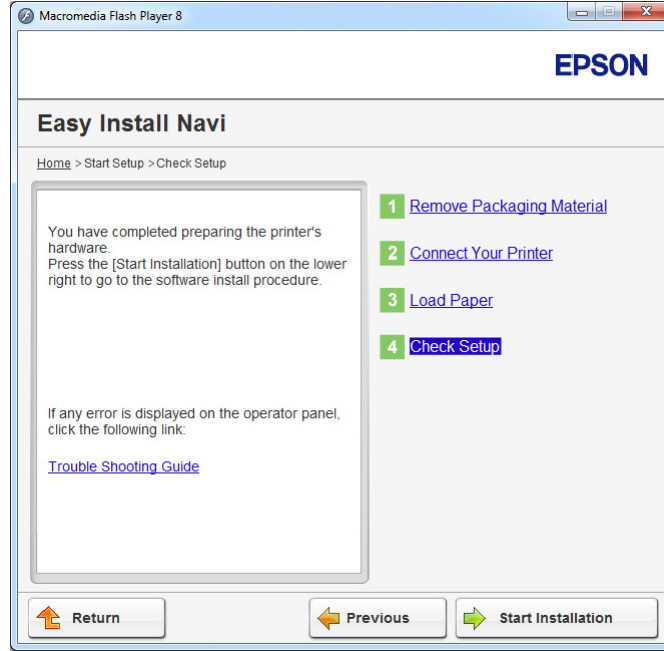 Macromedia Flash Player 8
EPSON
Easy Install Navi
Home > Start Setup >Check Setup
You have completed preparing the printer's
hardware.
Press the [Start Installation] button on the lower
right to go to the software install procedure.
If any error is displayed on the operator panel,
click the following link:
Trouble Shooting Guide
1 Remove Packaging Material
2 Connect Your Printer
3 Load Paper
4 Check Setup
Return
Previous
Start Installation